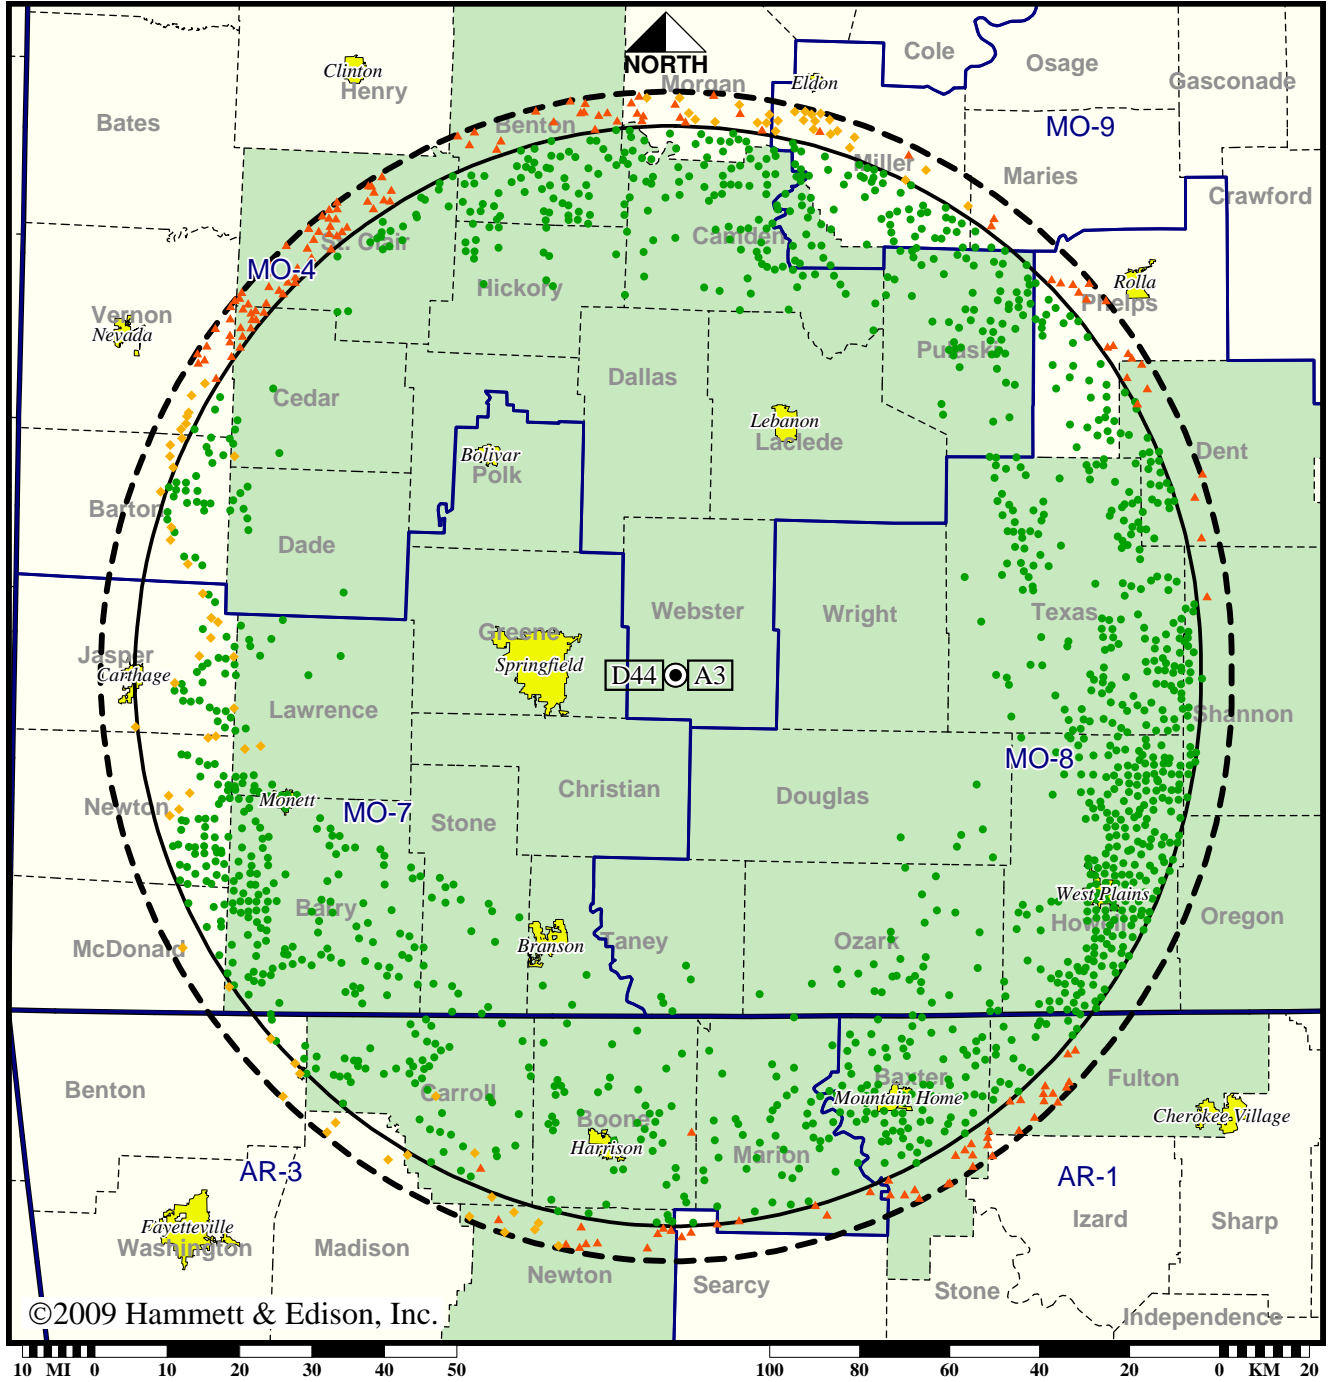 NORTH
Cole
Osage
Gasconade
Clinton
Henry
Morgan
Eldon
Bates
Benton
MO-9
Miller
Maries
Crawford
St. Clair
Camden
MO-4
Hickory
Rolla
Phelps
Vernon
Nevada
Pulaski
Dallas
Cedar
Lebanon
Laclede
Bolivar
Polk
Dent
Barton
Dade
Webster
Wright
Texas
Greene
Springfield
D44
A3
Jasper
Carthage
Lawrence
Shannon
MO-8
Christian
Douglas
Newton
Monett
MO-7
Stone
West Plains
Howell
Barry
Oregon
McDonald
Branson
Taney
Ozark
Benton
Carroll
Baxter
Mountain Home
Fulton
Cherokee Village
Boone
Harrison
Marion
AR-3
AR-1
Fayetteville
Washington
Madison
Izard
Sharp
Newton
Searcy
Stone
Independence
©2009 Hammett & Edison, Inc.
10 MI 0 10 20 30 40 50 100 80 60 40 20 0 KM 20